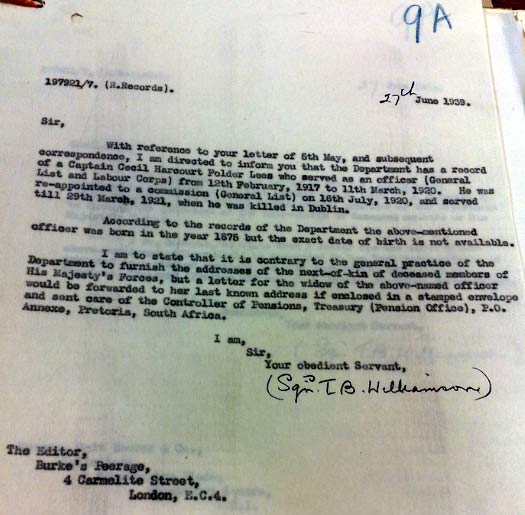 9A
197921/7. (R.Records).
27th June 1939.
Sir,
With reference to your letter of 5th May, and subsequent
correspondence, I am directed to inform you that the Department has a record
of a Captain Cecil Harcourt Polder Lees who served as an officer (General
List and Labour Corps) from 12th February, 1917 to 11th March, 1920. He was
re-appointed to a commission (General List) on 16th July, 1920, and served
till 29th March, 1921, when he was killed in Dublin.
According to the records of the Department the above-mentioned
officer was born in the year 1876 but the exact date of birth is not available.
I am to state that it is contrary to the general practice of the
Department to furnish the addresses of the next-of-kin of deceased members of
His Majesty's Forces, but a letter for the widow of the above-named officer
would be forwarded to her last known address if enclosed in a stamped envelope
and sent care of the Controller of Pensions, Treasury (Pension Office), P.O.
Annexe, Pretoria, South Africa.
I am,
Sir,
Your obedient Servant,
(Sgd. T B. Williamson)
The Editor,
Burke's Peerage,
4 Carmelite Street,
London, E.C.4.